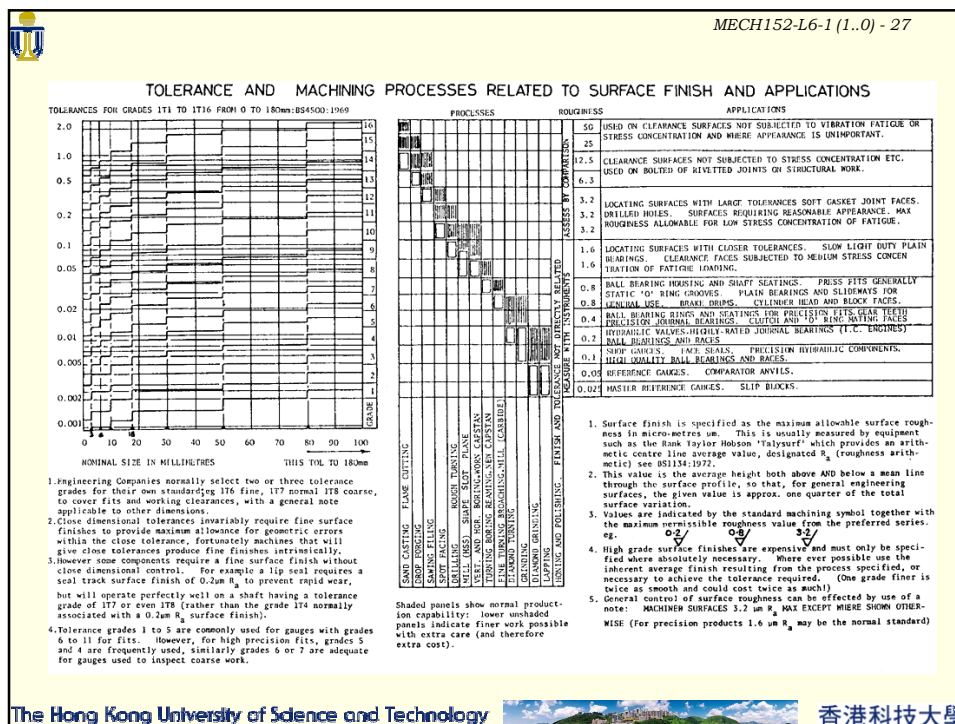 MECH152-L6-1 (1..0) - 27
TOLERANCE AND MACHINING PROCESSES RELATED TO SURFACE FINISH AND APPLICATIONS
TOLERANCES FOR GRADES 1T1 TO 1T16 FROM 0 TO 180mm:BS4500:1969
PROCESSES
ROUGHNESS
APPLICATIONS
2.0
1.0
0.5
0.2
0.1
0.05
0.02
0.01
0.005
0.002
0.001
16
15
14
13
12
11
10
9
8
7
6
5
4
3
2
1
GRADE
0 10 20 30 40 50 60 70 80 90 100
3 6 18
NOMINAL SIZE IN MILLIMETRES THIS TOL TO 180mm
SAND CASTING FLAME CUTTING
DROP FORGING
SAWING FILLING
SPOT FACING
DRILLING ROUGH TURNING
MILL (HSS) SHAPE SLOT PLANE
VERT. AND HOR. BORING-WORN CAPSTAN
TURNING BORING REAMING.NEW CAPSTAN
FINE TURNING BROACHING.MILL (CARBIDE)
DIAMOND TURNING
GRINDING
DIAMOND GRINDING
LAPPING
HONING AND POLISHING. FINISH AND TOLERANCE NOT DIRECTLY RELATED
MEASURE WITH INSTRUMENTS
ASSESS BY COMPARISON
50 USED ON CLEARANCE SURFACES NOT SUBJECTED TO VIBRATION FATIGUE OR
STRESS CONCENTRATION AND WHERE APPEARANCE IS UNIMPORTANT.
25
12.5 CLEARANCE SURFACES NOT SUBJECTED TO STRESS CONCENTRATION ETC.
USED ON BOLTED OF RIVETTED JOINTS ON STRUCTURAL WORK.
6.3
3.2 LOCATING SURFACES WITH LARGE TOLERANCES SOFT GASKET JOINT FACES.
3.2 DRILLED HOLES. SURFACES REQUIRING REASONABLE APPEARANCE. MAX
3.2 ROUGINESS ALLOWABLE FOR LOW STRESS CONCENTRATION OF FATIGUE.
1.6 LOCATING SURFACES WITH CLOSER TOLERANCES. SLOW LIGHT DUTY PLAIN
BEARINGS. CLEARANCE FACES SUBJECTED TO MEDIUM STRESS CONCEN
1.6 TRATION OF FATIGUE LOADING.
0.8 BALL BEARING HOUSING AND SHAFT SEATINGS. PRESS FITS GENERALLY
STATIC 'O' RING GROOVES. PLAIN BEARINGS AND SLIDEWAYS FOR
0.8 GENERAL USE. BRAKE DRUMS. CYLINDER HEAD AND BLOCK FACES.
0.4 BALL BEARING RINGS AND SEATINGS FOR PRECISION FITS.GEAR TEETH
PRECISION JOURNAL BEARINGS. CLUTCH AND 'O' RING MATING FACES
0.2 HYDRAULIC VALVES-HIGHLY-RATED JOURNAL BEARINGS (I.C. ENGINES)
BALL BEARINGS AND RACES
0.1 SHOP GAUGES. FACE SEALS. PRECISION HYDRAULIC COMPONENTS.
HIGH QUALITY BALL BEARINGS AND RACES.
0.05 REFERENCE GAUGES. COMPARATOR ANVILS.
0.025 MASTER REFERENCE GAUGES. SLIP BLOCKS.
1.Engineering Companies normally select two or three tolerance
grades for their own standard:eg 1T6 fine, 1T7 normal 1T8 coarse,
to cover fits and working clearances, with a general note
applicable to other dimensions.
2.Close dimensional tolerances invariably require fine surface
finishes to provide maximum allowance for geometric errors
within the close tolerance, fortunately machines that will
give close tolerances produce fine finishes intrinsically.
3.However some components require a fine surface finish without
close dimensional control. For example a lip seal requires a
seal track surface finish of 0.2µm Ra to prevent rapid wear,
but will operate perfectly well on a shaft having a tolerance
grade of 1T7 or even 1T8 (rather than the grade 1T4 normally
associated with a 0.2µm Ra surface finish).
4.Tolerance grades 1 to 5 are commonly used for gauges with grades
6 to 11 for fits. However, for high precision fits, grades 5
and 4 are frequently used, similarly grades 6 or 7 are adequate
for gauges used to inspect coarse work.
Shaded panels show normal product-
ion capability: lower unshaded
panels indicate finer work possible
with extra care (and therefore
extra cost).
1. Surface finish is specified as the maximum allowable surface rough-
ness in micro-metres µm. This is usually measured by equipment
such as the Rank Taylor Hobson 'Talysurf' which provides an arith-
metic centre line average value, designated Ra (roughness arith-
metic) see BS1134:1972.
2. This value is the average height both above AND below a mean line
through the surface, so that, for general engineering
surfaces, the given value is approx. one quarter of the total
surface variation.
3. Values are indicated by the standard machining symbol together with
the maximum permissible roughness value from the preferred series.
eg. 0·2 0·8 3·2
4. High grade surface finishes are expensive and must only be speci-
fied where absolutely necessary. Where ever possible use the
inherent average finish resulting from the process specified, or
necessary to achieve the tolerance required. (One grade finer is
twice as smooth and could cost twice as much!)
5. General control of surface roughness can be effected by use of a
note: MACHINER SURFACES 3.2 µm Ra MAX EXCEPT WHERE SHOWN OTHER-
WISE (For precision products 1.6 µm Ra may be the normal standard)
The Hong Kong University of Science and Technology
香港科技大學